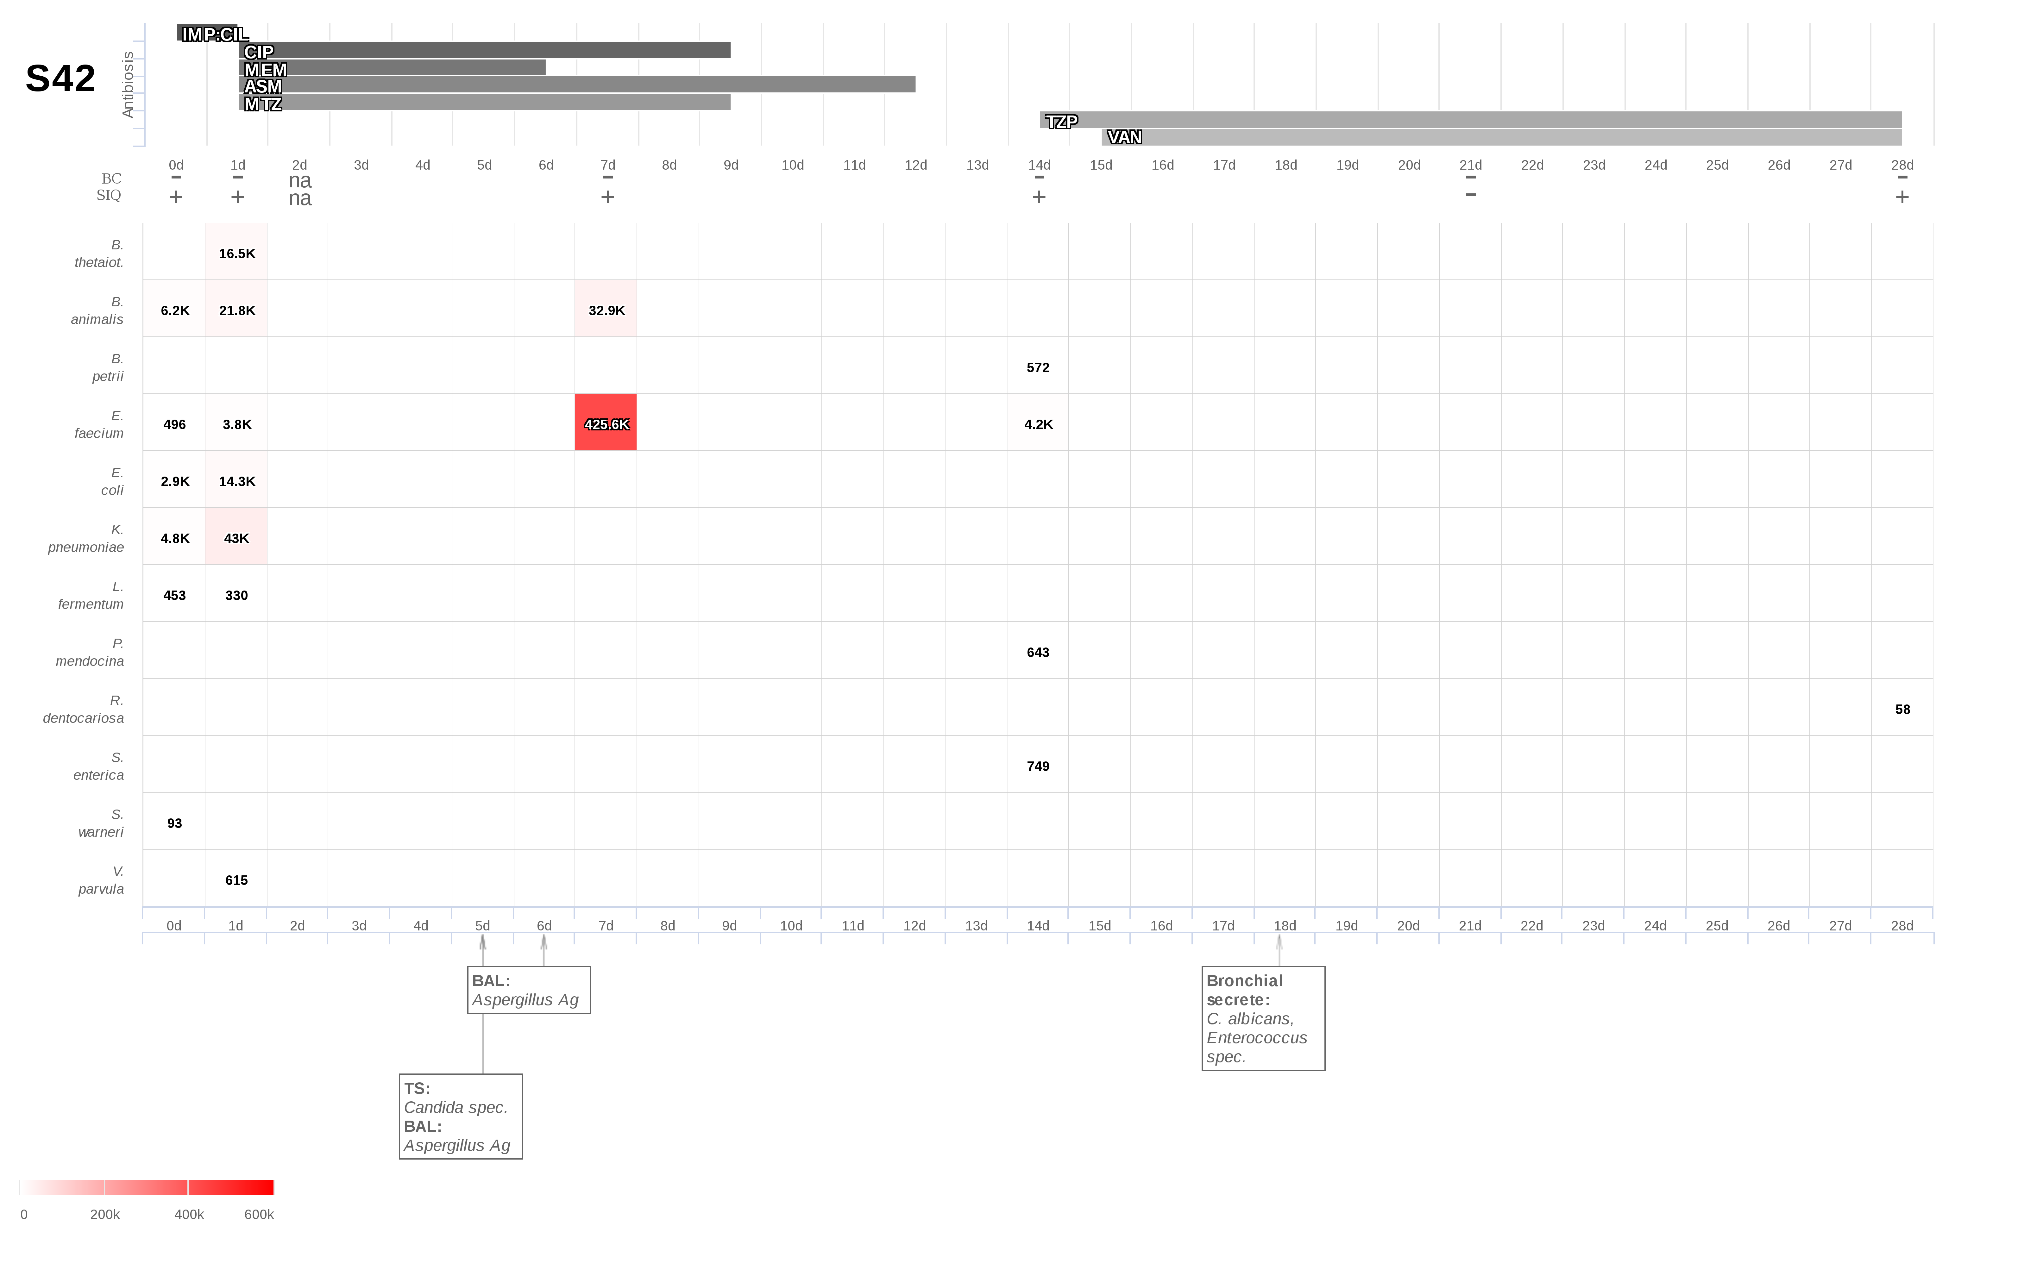 S42
Antibiosis
IMP:CIL
CIP
MEM
ASM
MTZ
TZP
VAN
0d 1d 2d 3d 4d 5d 6d 7d 8d 9d 10d 11d 12d 13d 14d 15d 16d 17d 18d 19d 20d 21d 22d 23d 24d 25d 26d 27d 28d
BC − − na − − − −
SIQ + + na + + − +
B.
thetaiot. 16.5K
B.
animalis 6.2K 21.8K 32.9K
B.
petrii 572
E.
faecium 496 3.8K 425.6K 4.2K
E.
coli 2.9K 14.3K
K.
pneumoniae 4.8K 43K
L.
fermentum 453 330
P.
mendocina 643
R.
dentocariosa 58
S.
enterica 749
S.
warneri 93
V.
parvula 615
0d 1d 2d 3d 4d 5d 6d 7d 8d 9d 10d 11d 12d 13d 14d 15d 16d 17d 18d 19d 20d 21d 22d 23d 24d 25d 26d 27d 28d
BAL:
Aspergillus Ag
Bronchial
secrete:
C. albicans,
Enterococcus
spec.
TS:
Candida spec.
BAL:
Aspergillus Ag
0 200k 400k 600k